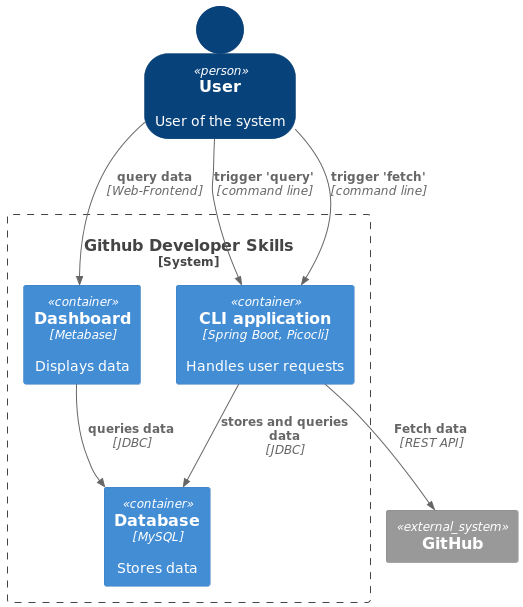 «person»
User
User of the system
query data
[Web-Frontend]
trigger 'query'
[command line]
trigger 'fetch'
[command line]
Github Developer Skills
[System]
«container»
Dashboard
[Metabase]
Displays data
«container»
CLI application
[Spring Boot, Picocli]
Handles user requests
queries data
[JDBC]
stores and queries
data
[JDBC]
Fetch data
[REST API]
«container»
Database
[MySQL]
Stores data
«external_system»
GitHub